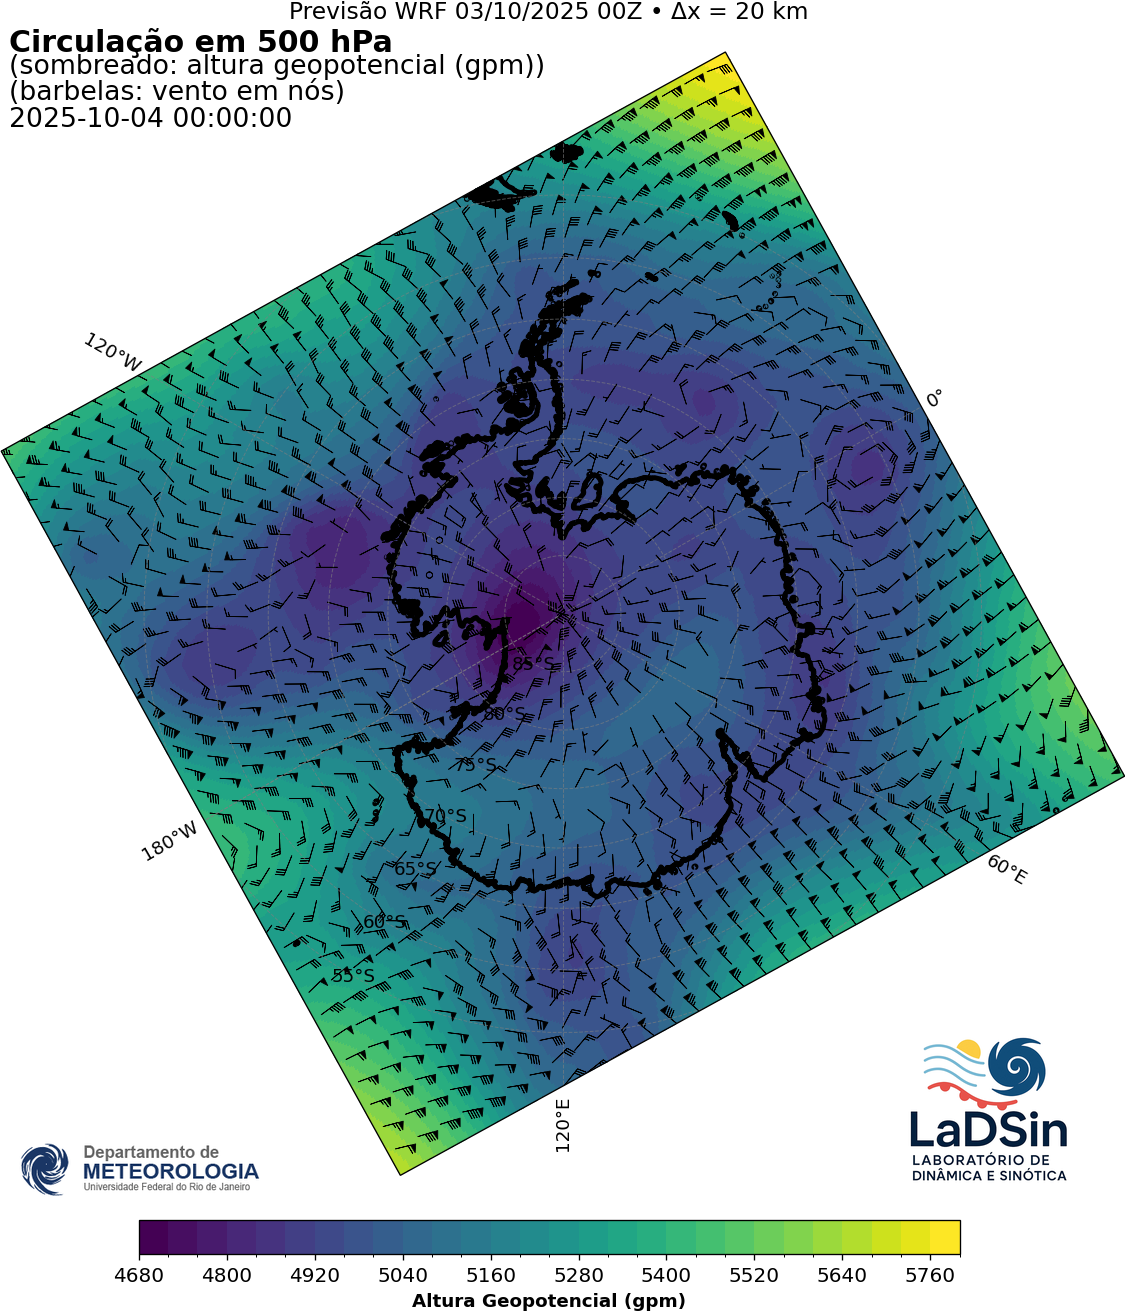 Previsão WRF 03/10/2025 00Z • Δx = 20 km
Circulação em 500 hPa
(sombreado: altura geopotencial (gpm))
(barbelas: vento em nós)
2025-10-04 00:00:00
120°W
0°
85°S
80°S
75°S
70°S
180°W
65°S
60°E
60°S
55°S
120°E
LaDSin
LABORATÓRIO DE
DINÂMICA E SINÓTICA
Departamento de
METEOROLOGIA
Universidade Federal do Rio de Janeiro
4680 4800 4920 5040 5160 5280 5400 5520 5640 5760
Altura Geopotencial (gpm)